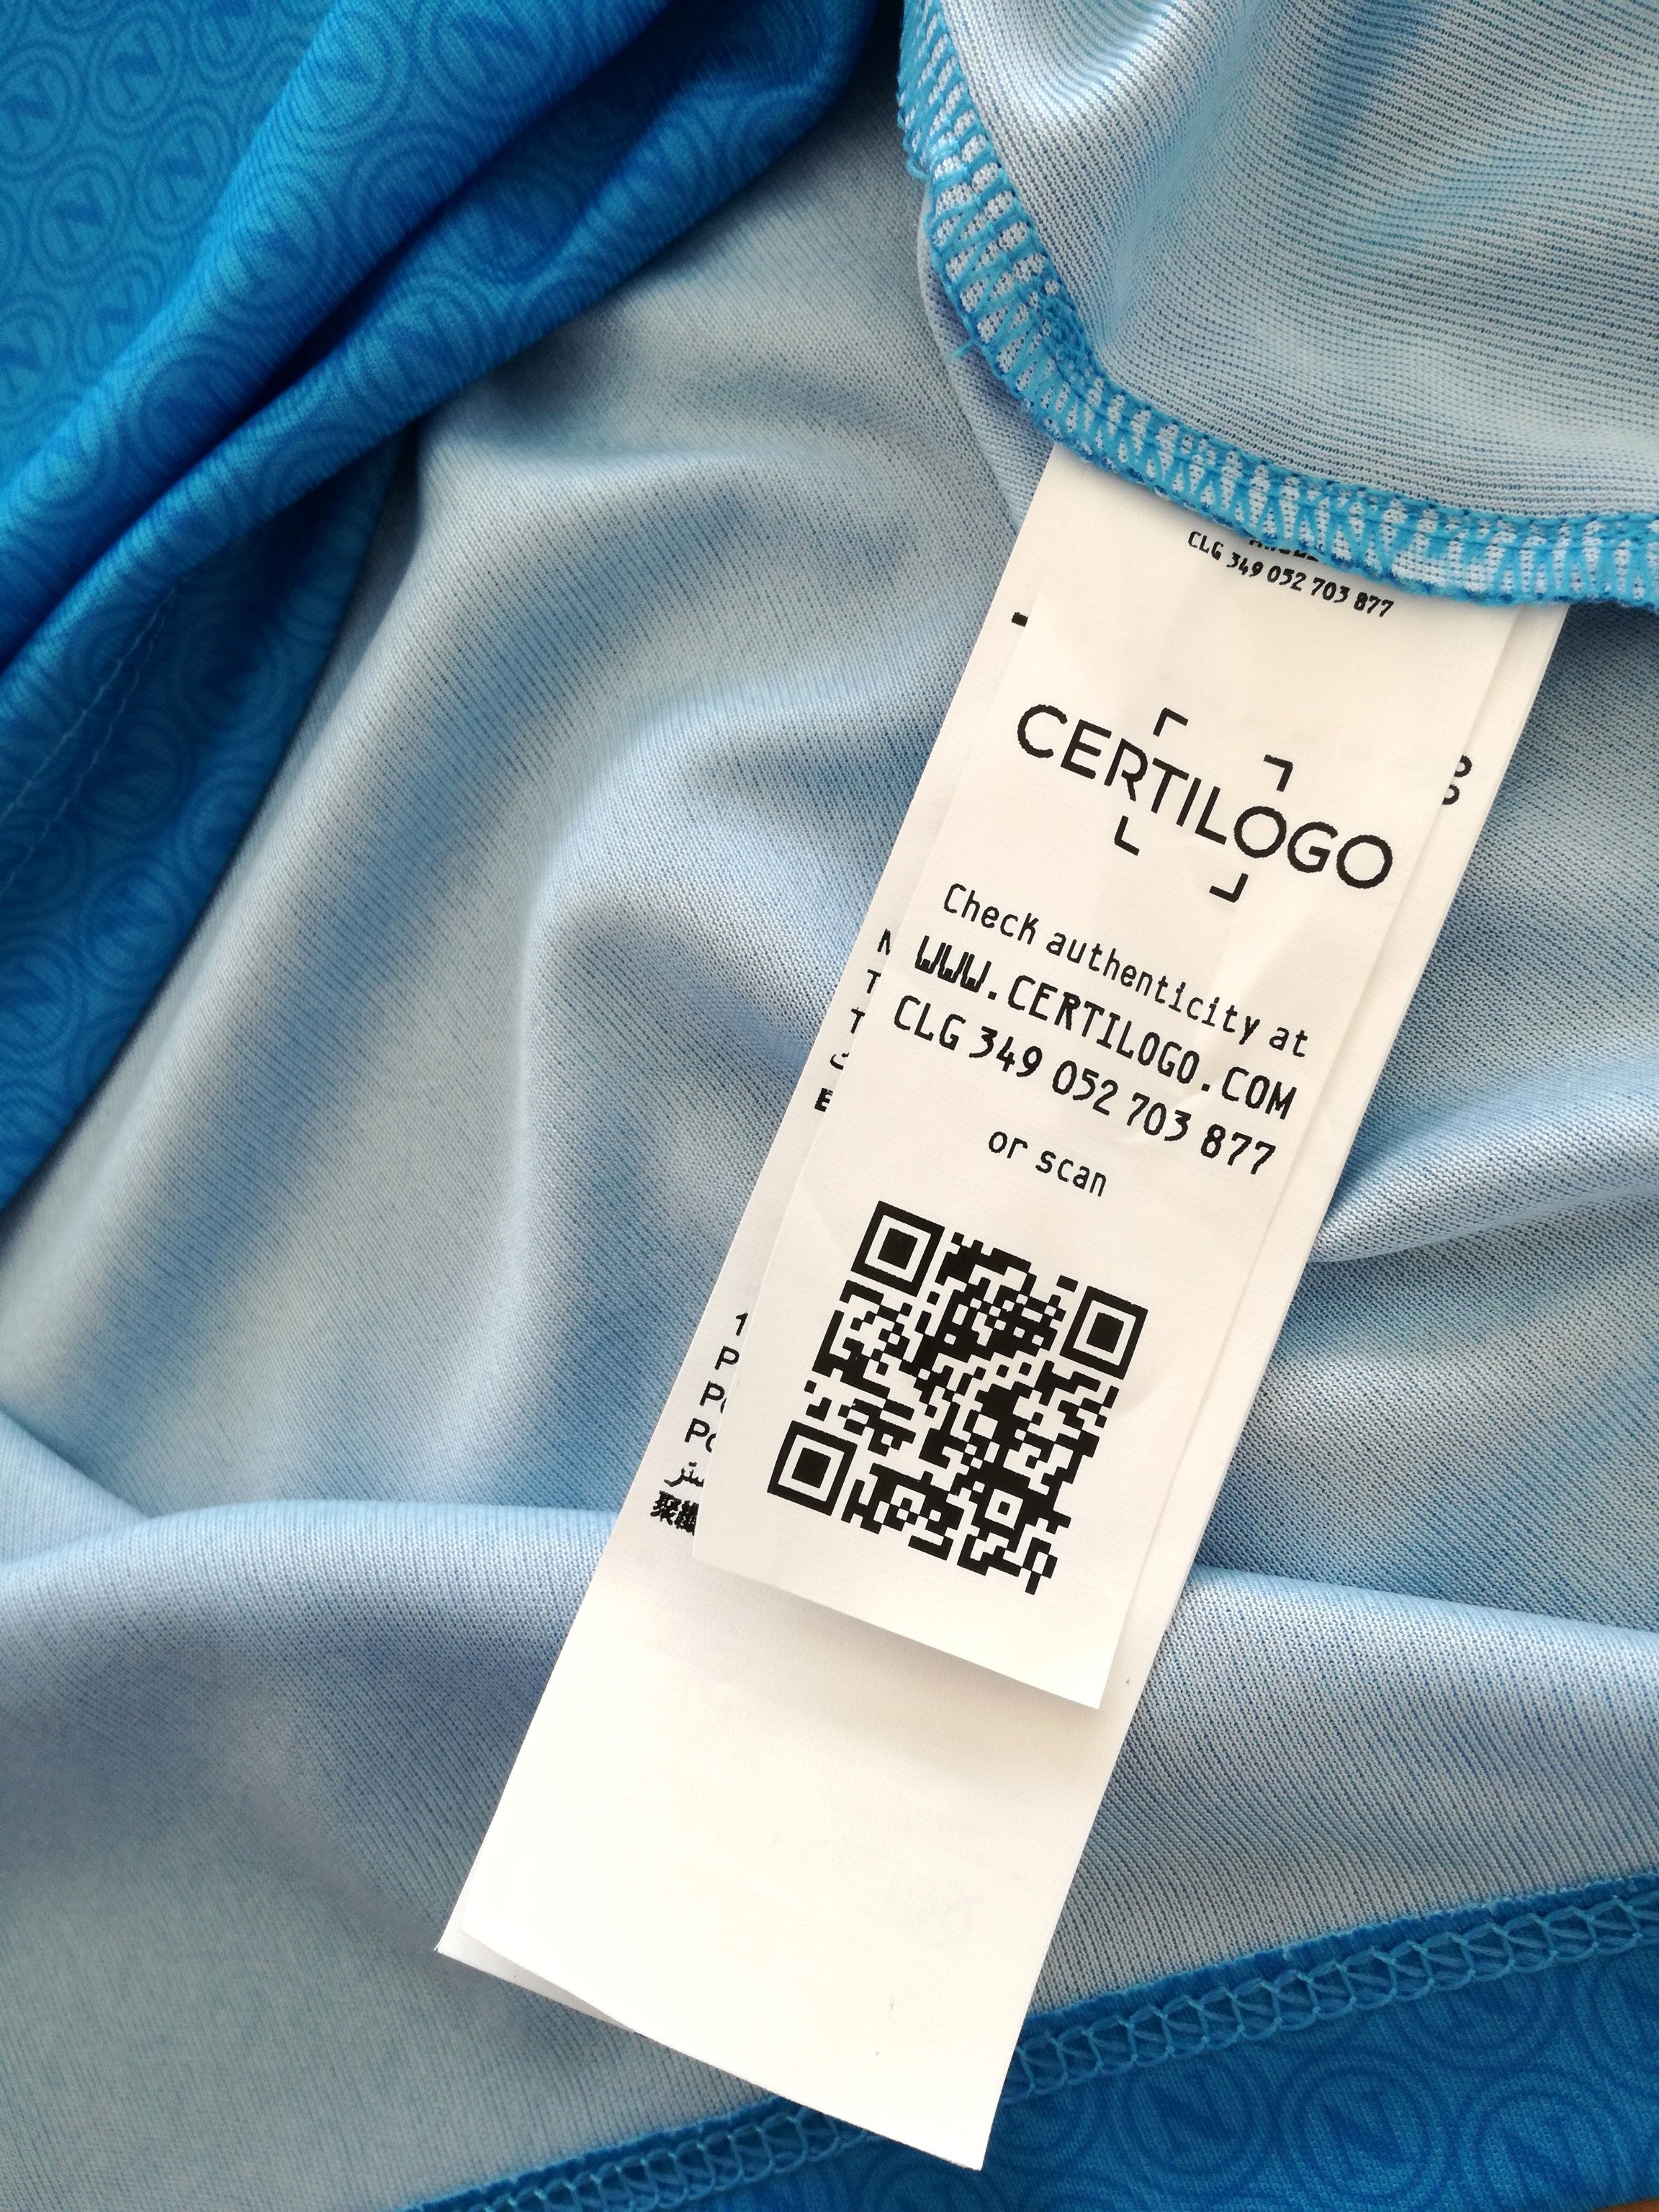 CLG 349 052 703 877
CERTILOGO
Check authenticity at
WWW.CERTILOGO.COM
CLG 349 052 703 877
or scan